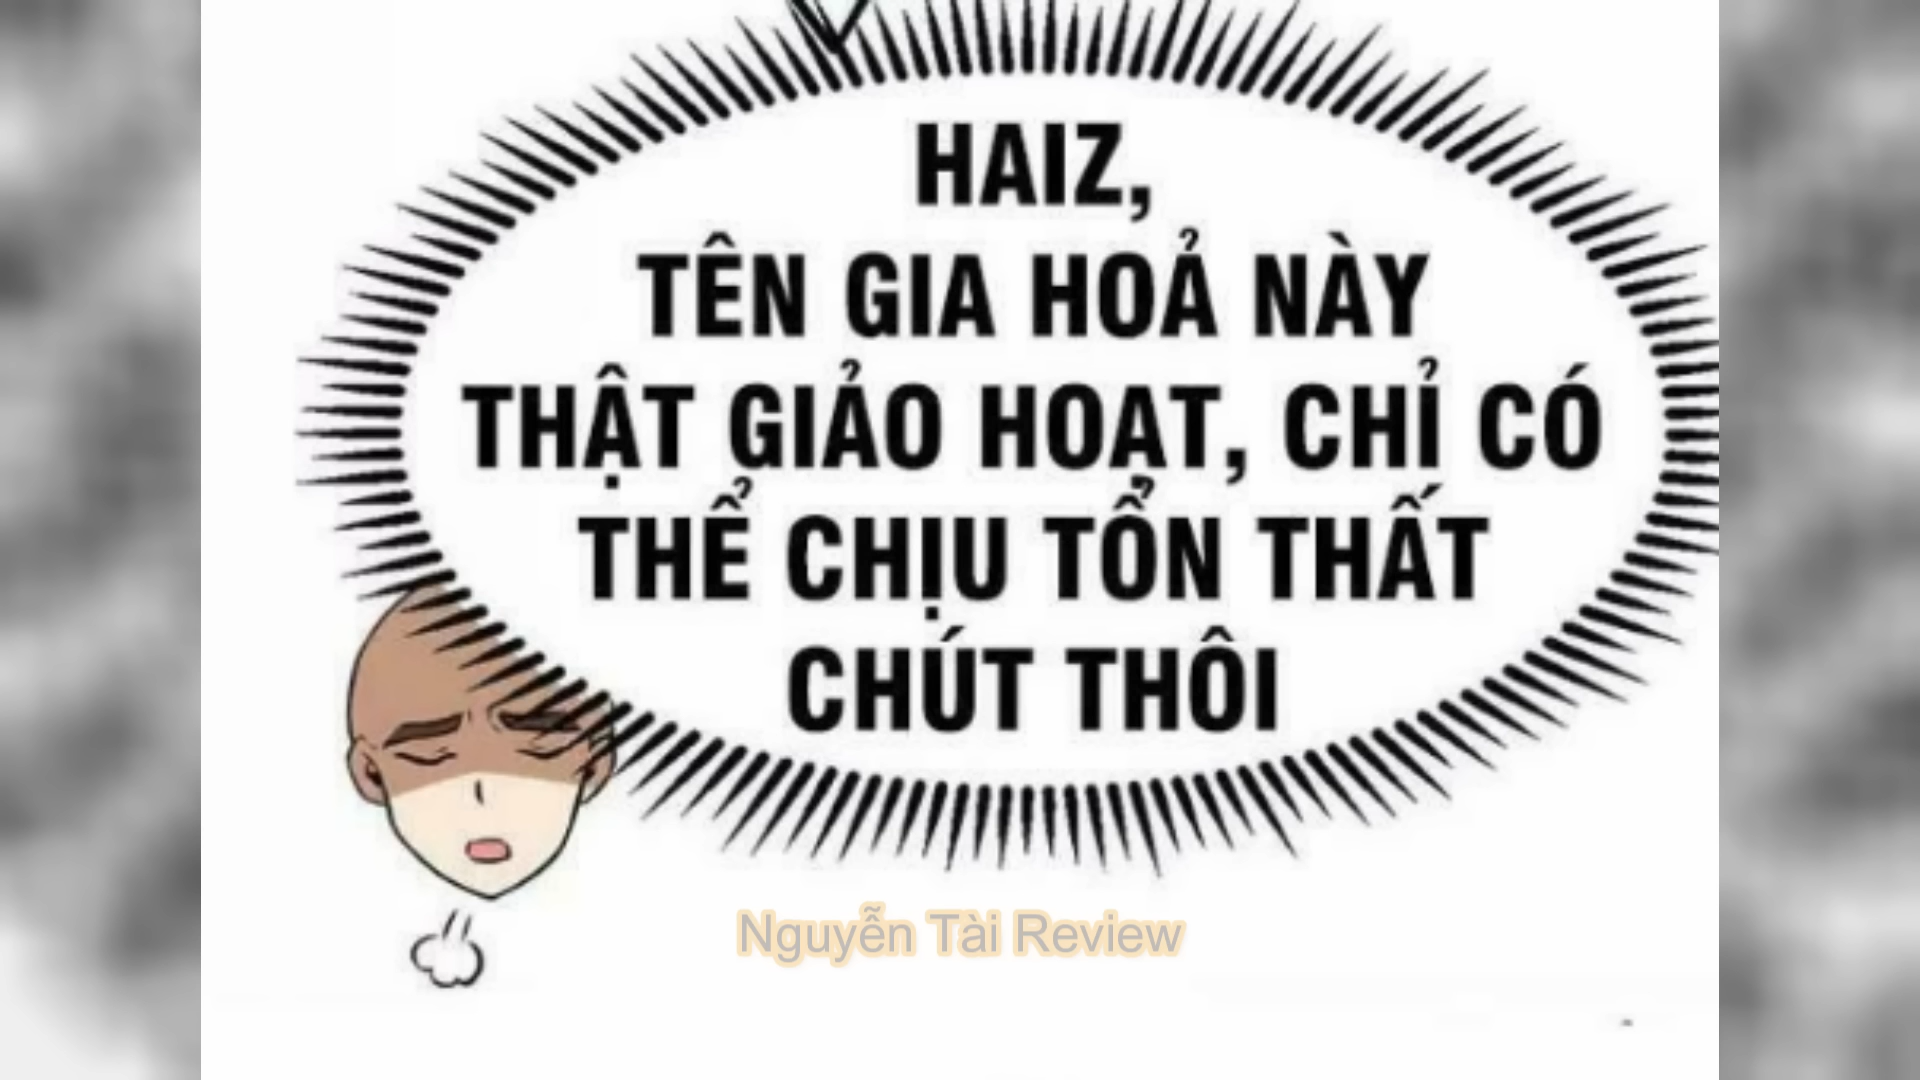 HAIZ,
TÊN GIA HOẢ NÀY
THẬT GIẢO HOẠT, CHỈ CÓ
THỂ CHỊU TỔN THẤT
CHÚT THÔI
Nguyễn Tài Review